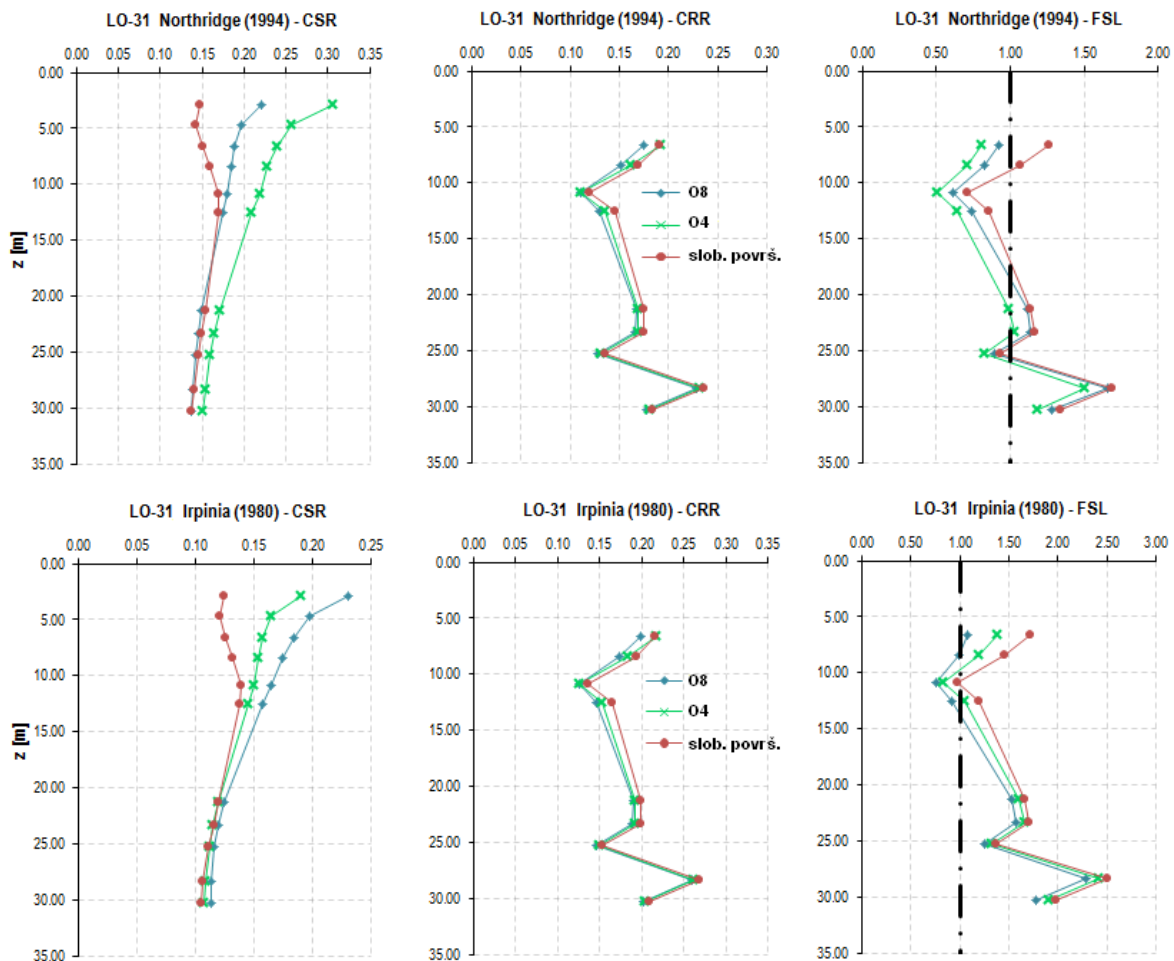 LO-31 Northridge (1994) - CSR
0.00 0.05 0.10 0.15 0.20 0.25 0.30 0.35
0.00
5.00
10.00
15.00
20.00
25.00
30.00
35.00
z [m]
LO-31 Northridge (1994) - CRR
0.00 0.05 0.10 0.15 0.20 0.25 0.30
0.00
5.00
10.00
15.00
20.00
25.00
30.00
35.00
O8
O4
slob. površ.
LO-31 Northridge (1994) - FSL
0.00 0.50 1.00 1.50 2.00
0.00
5.00
10.00
15.00
20.00
25.00
30.00
35.00
LO-31 Irpinia (1980) - CSR
0.00 0.05 0.10 0.15 0.20 0.25
0.00
5.00
10.00
15.00
20.00
25.00
30.00
35.00
z [m]
LO-31 Irpinia (1980) - CRR
0.00 0.05 0.10 0.15 0.20 0.25 0.30 0.35
0.00
5.00
10.00
15.00
20.00
25.00
30.00
35.00
O8
O4
slob. površ.
LO-31 Irpinia (1980) - FSL
0.00 0.50 1.00 1.50 2.00 2.50 3.00
0.00
5.00
10.00
15.00
20.00
25.00
30.00
35.00